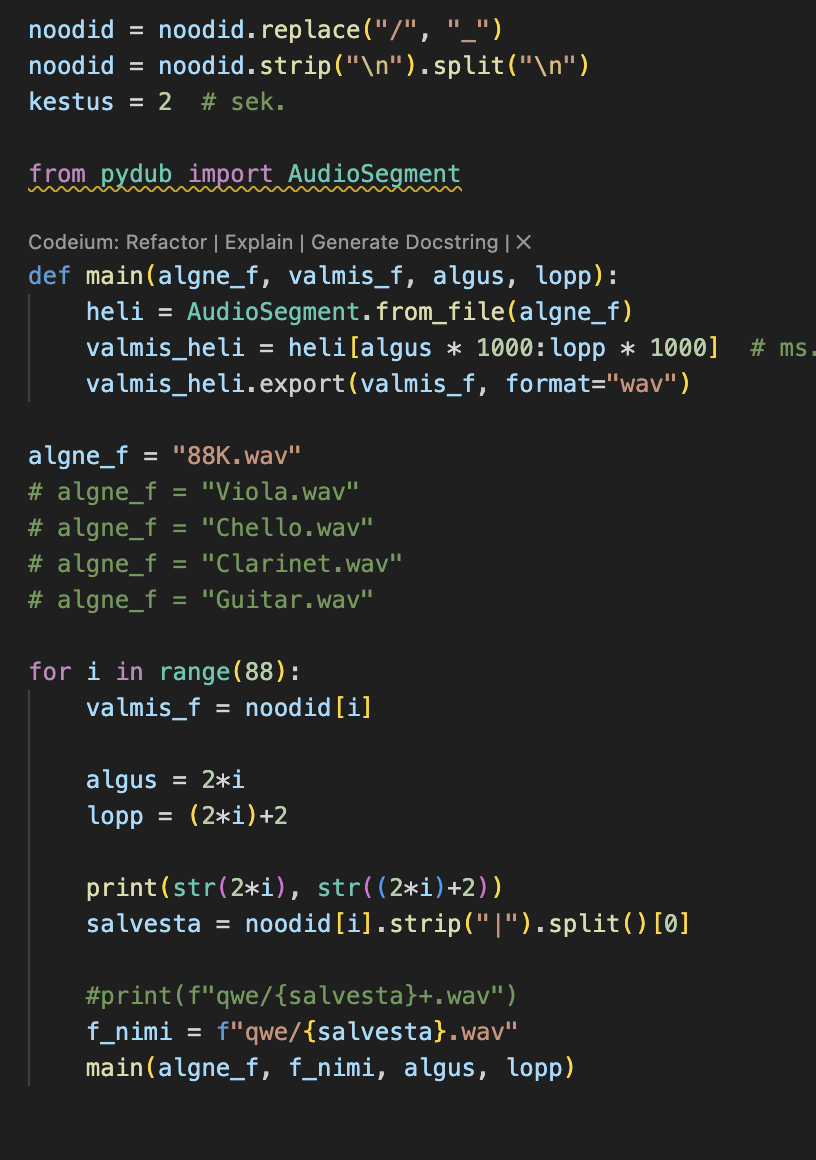 noodid = noodid.replace("/", "_")
noodid = noodid.strip("\n").split("\n")
kestus = 2  # sek.
from pydub import AudioSegment
Codeium: Refactor | Explain | Generate Docstring | ✕
def main(algne_f, valmis_f, algus, lopp):
    heli = AudioSegment.from_file(algne_f)
    valmis_heli = heli[algus * 1000:lopp * 1000]  # ms.
    valmis_heli.export(valmis_f, format="wav")
algne_f = "88K.wav"
# algne_f = "Viola.wav"
# algne_f = "Chello.wav"
# algne_f = "Clarinet.wav"
# algne_f = "Guitar.wav"
for i in range(88):
    valmis_f = noodid[i]
    algus = 2*i
    lopp = (2*i)+2
    print(str(2*i), str((2*i)+2))
    salvesta = noodid[i].strip("|").split()[0]
    #print(f"qwe/{salvesta}+.wav")
    f_nimi = f"qwe/{salvesta}.wav"
    main(algne_f, f_nimi, algus, lopp)